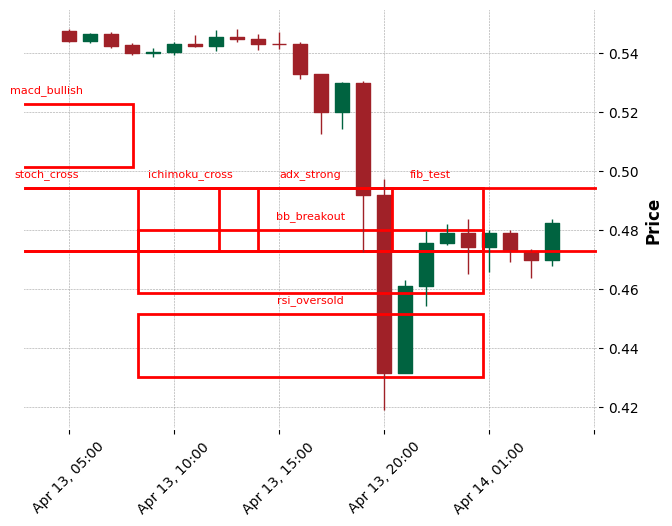 0.54
macd_bullish
0.52
0.50
stoch_cross ichimoku_cross adx_strong fib_test
0.48
bb_breakout
Price
0.46
rsi_oversold
0.44
0.42
Apr 13, 05:00 Apr 13, 10:00 Apr 13, 15:00 Apr 13, 20:00 Apr 14, 01:00